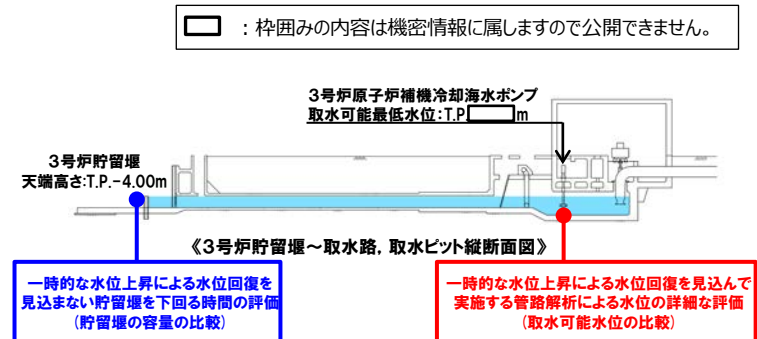 ：枠囲みの内容は機密情報に属しますので公開できません。
3号炉原子炉補機冷却海水ポンプ
取水可能最低水位：T.P. m
3号炉貯留堰
天端高さ：T.P.－4.00m
《3号炉貯留堰～取水路，取水ピット縦断面図》
一時的な水位上昇による水位回復を
見込まない貯留堰を下回る時間の評価
（貯留堰の容量の比較）
一時的な水位上昇による水位回復を見込んで
実施する管路解析による水位の詳細な評価
（取水可能水位の比較）